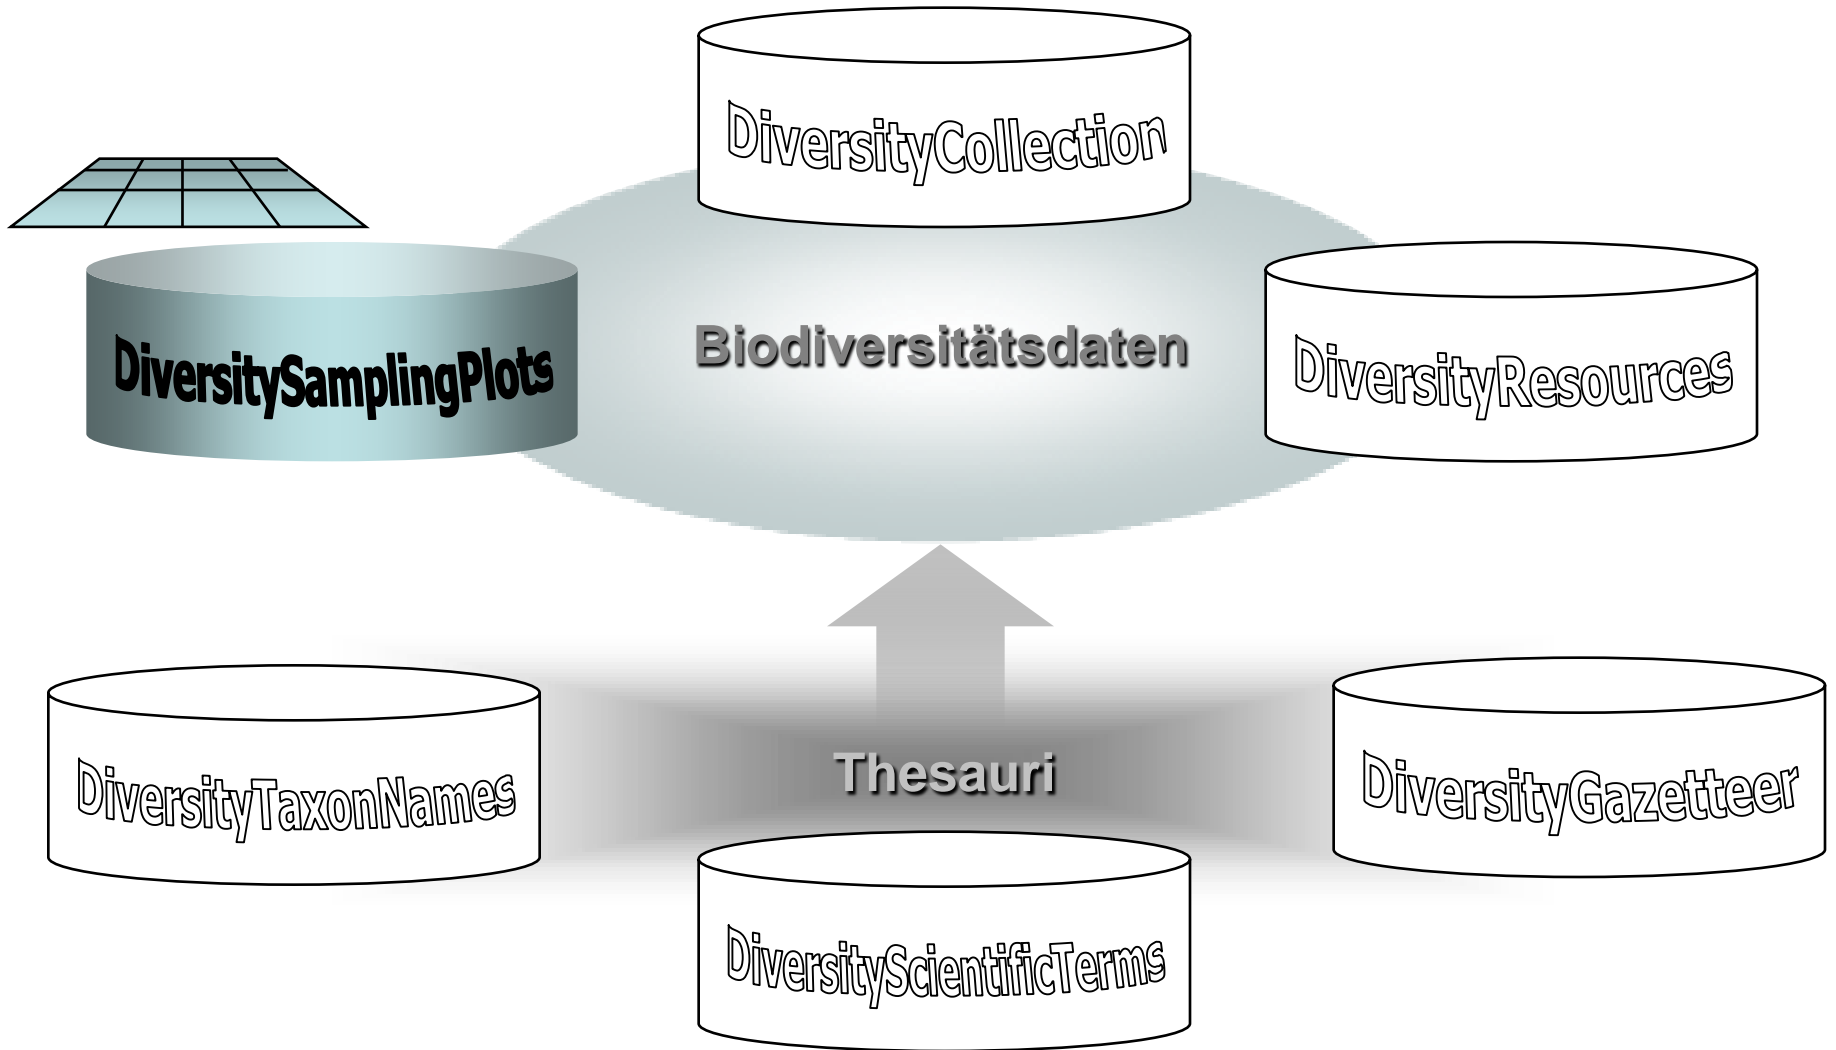 DiversityCollection
DiversitySamplingPlots
Biodiversitätsdaten
DiversityResources
DiversityTaxonNames
Thesauri
DiversityGazetteer
DiversityScientificTerms